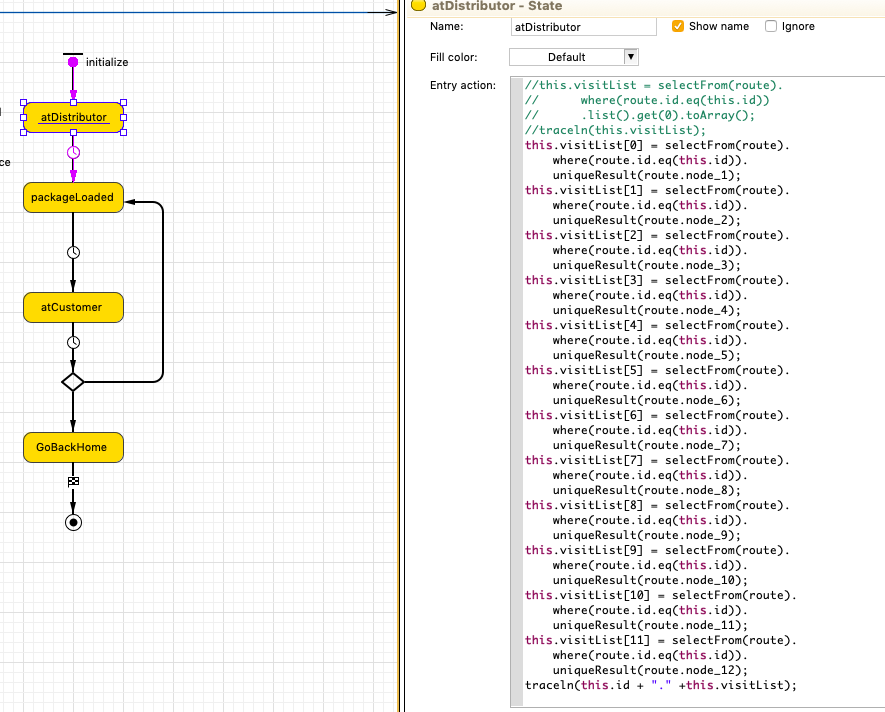 atDistributor - State
Name:
atDistributor
Show name
Ignore
Fill color:
Default
Entry action:
//this.visitList = selectFrom(route).
//      where(route.id.eq(this.id))
//      .list().get(0).toArray();
//traceln(this.visitList);
this.visitList[0] = selectFrom(route).
    where(route.id.eq(this.id)).
    uniqueResult(route.node_1);
this.visitList[1] = selectFrom(route).
    where(route.id.eq(this.id)).
    uniqueResult(route.node_2);
this.visitList[2] = selectFrom(route).
    where(route.id.eq(this.id)).
    uniqueResult(route.node_3);
this.visitList[3] = selectFrom(route).
    where(route.id.eq(this.id)).
    uniqueResult(route.node_4);
this.visitList[4] = selectFrom(route).
    where(route.id.eq(this.id)).
    uniqueResult(route.node_5);
this.visitList[5] = selectFrom(route).
    where(route.id.eq(this.id)).
    uniqueResult(route.node_6);
this.visitList[6] = selectFrom(route).
    where(route.id.eq(this.id)).
    uniqueResult(route.node_7);
this.visitList[7] = selectFrom(route).
    where(route.id.eq(this.id)).
    uniqueResult(route.node_8);
this.visitList[8] = selectFrom(route).
    where(route.id.eq(this.id)).
    uniqueResult(route.node_9);
this.visitList[9] = selectFrom(route).
    where(route.id.eq(this.id)).
    uniqueResult(route.node_10);
this.visitList[10] = selectFrom(route).
    where(route.id.eq(this.id)).
    uniqueResult(route.node_11);
this.visitList[11] = selectFrom(route).
    where(route.id.eq(this.id)).
    uniqueResult(route.node_12);
traceln(this.id + "." +this.visitList);
initialize
atDistributor
ce
packageLoaded
atCustomer
GoBackHome